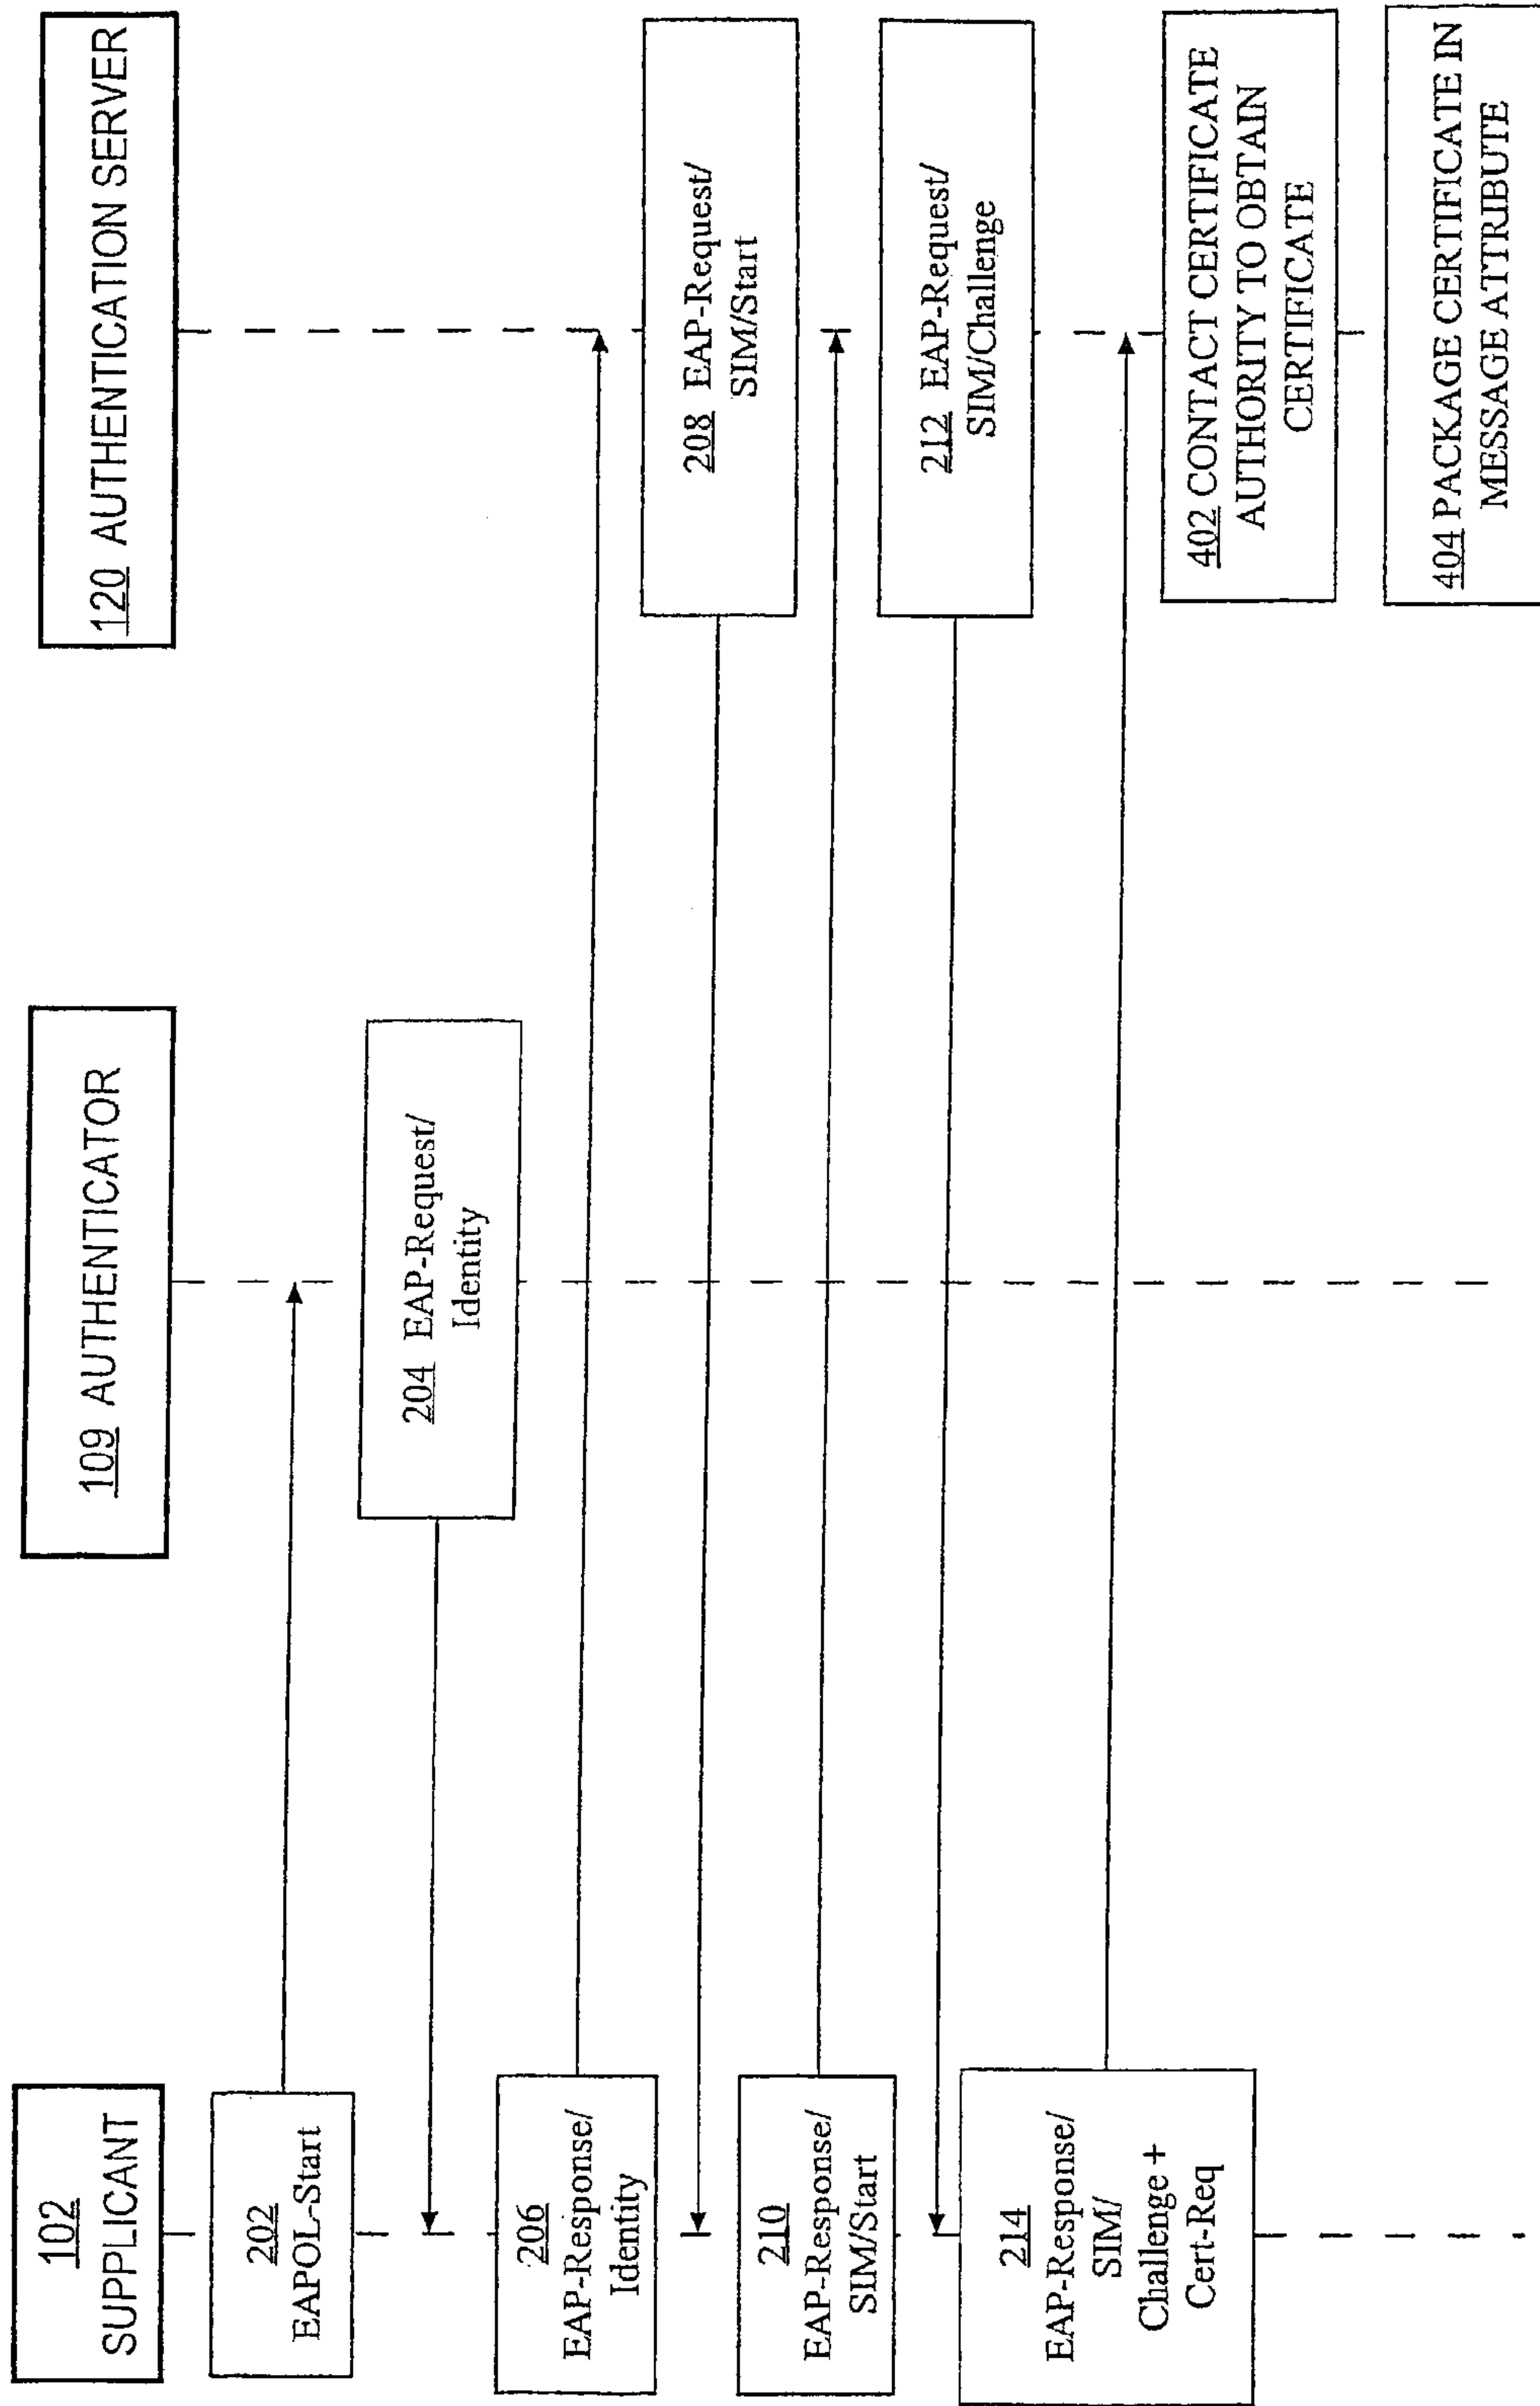 102
SUPPLICANT
109 AUTHENTICATOR
120 AUTHENTICATION SERVER
202
EAPOL-Start
204 EAP-Request/
Identity
206
EAP-Response/
Identity
208 EAP-Request/
SIM/Start
210
EAP-Response/
SIM/Start
212 EAP-Request/
SIM/Challenge
214
EAP-Response/
SIM/
Challenge +
Cert-Req
402 CONTACT CERTIFICATE
AUTHORITY TO OBTAIN
CERTIFICATE
404 PACKAGE CERTIFICATE IN
MESSAGE ATTRIBUTE